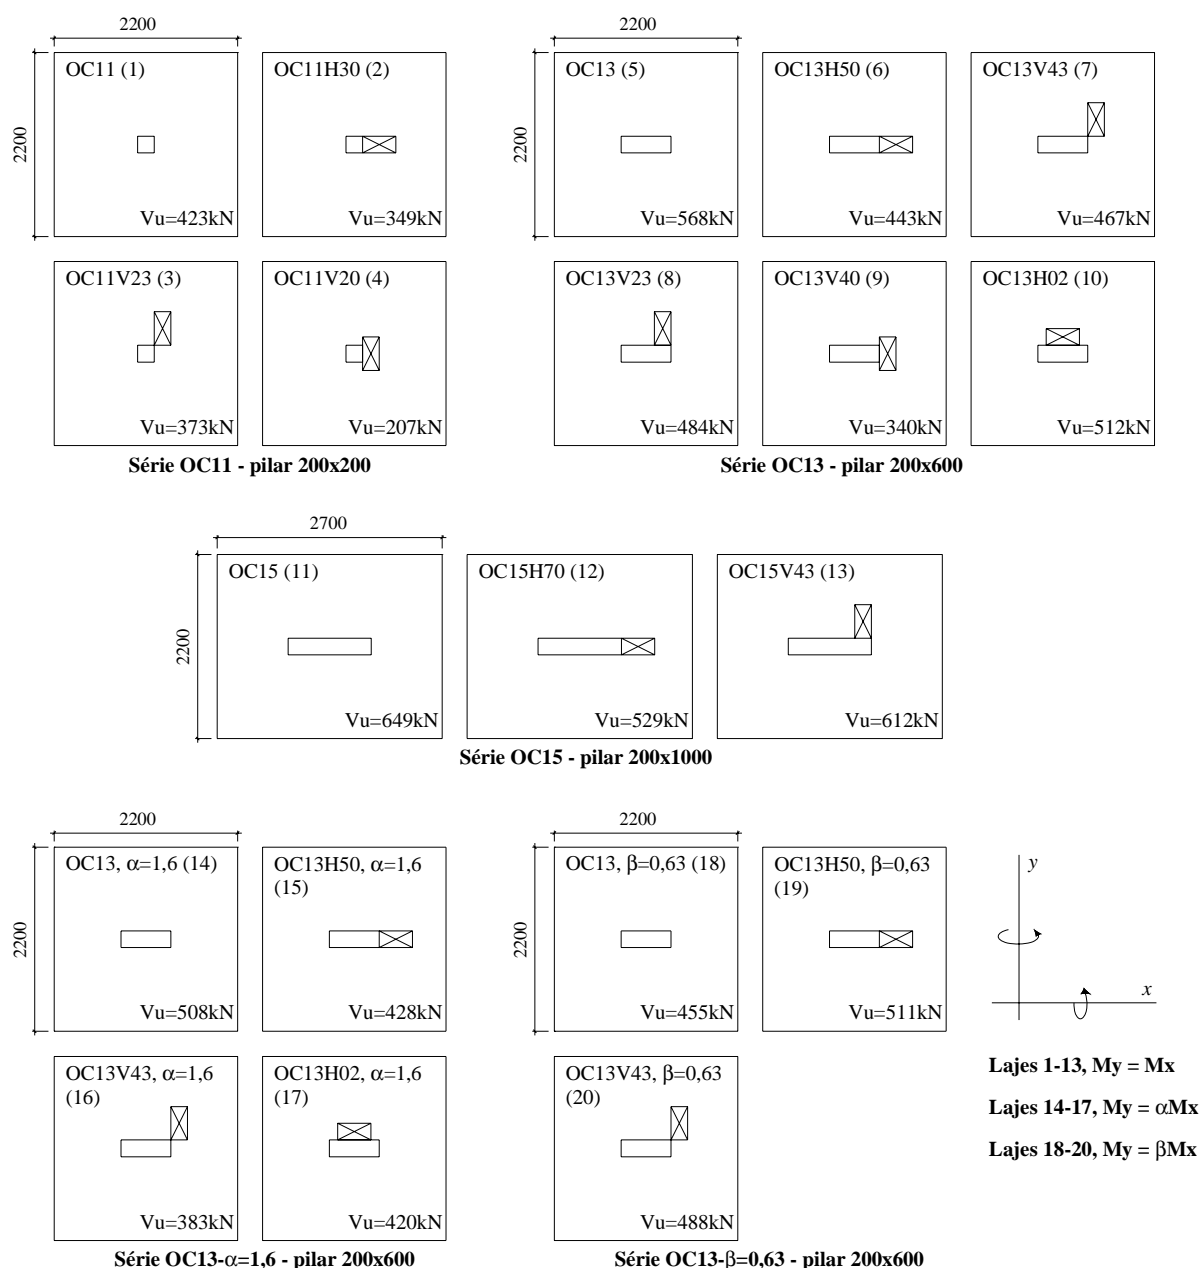 2200
2200
OC11 (1)
Vu=423kN
OC11H30 (2)
Vu=349kN
OC11V23 (3)
Vu=373kN
OC11V20 (4)
Vu=207kN
Série OC11 - pilar 200x200
2200
2200
OC13 (5)
Vu=568kN
OC13H50 (6)
Vu=443kN
OC13V43 (7)
Vu=467kN
OC13V23 (8)
Vu=484kN
OC13V40 (9)
Vu=340kN
OC13H02 (10)
Vu=512kN
Série OC13 - pilar 200x600
2700
2200
OC15 (11)
Vu=649kN
OC15H70 (12)
Vu=529kN
OC15V43 (13)
Vu=612kN
Série OC15 - pilar 200x1000
2200
2200
OC13, α=1,6 (14)
Vu=508kN
OC13H50, α=1,6
(15)
Vu=428kN
OC13V43, α=1,6
(16)
Vu=383kN
OC13H02, α=1,6
(17)
Vu=420kN
Série OC13-α=1,6 - pilar 200x600
2200
2200
OC13, β=0,63 (18)
Vu=455kN
OC13H50, β=0,63
(19)
Vu=511kN
OC13V43, β=0,63
(20)
Vu=488kN
Série OC13-β=0,63 - pilar 200x600
y
x
Lajes 1-13, My = Mx
Lajes 14-17, My = αMx
Lajes 18-20, My = βMx